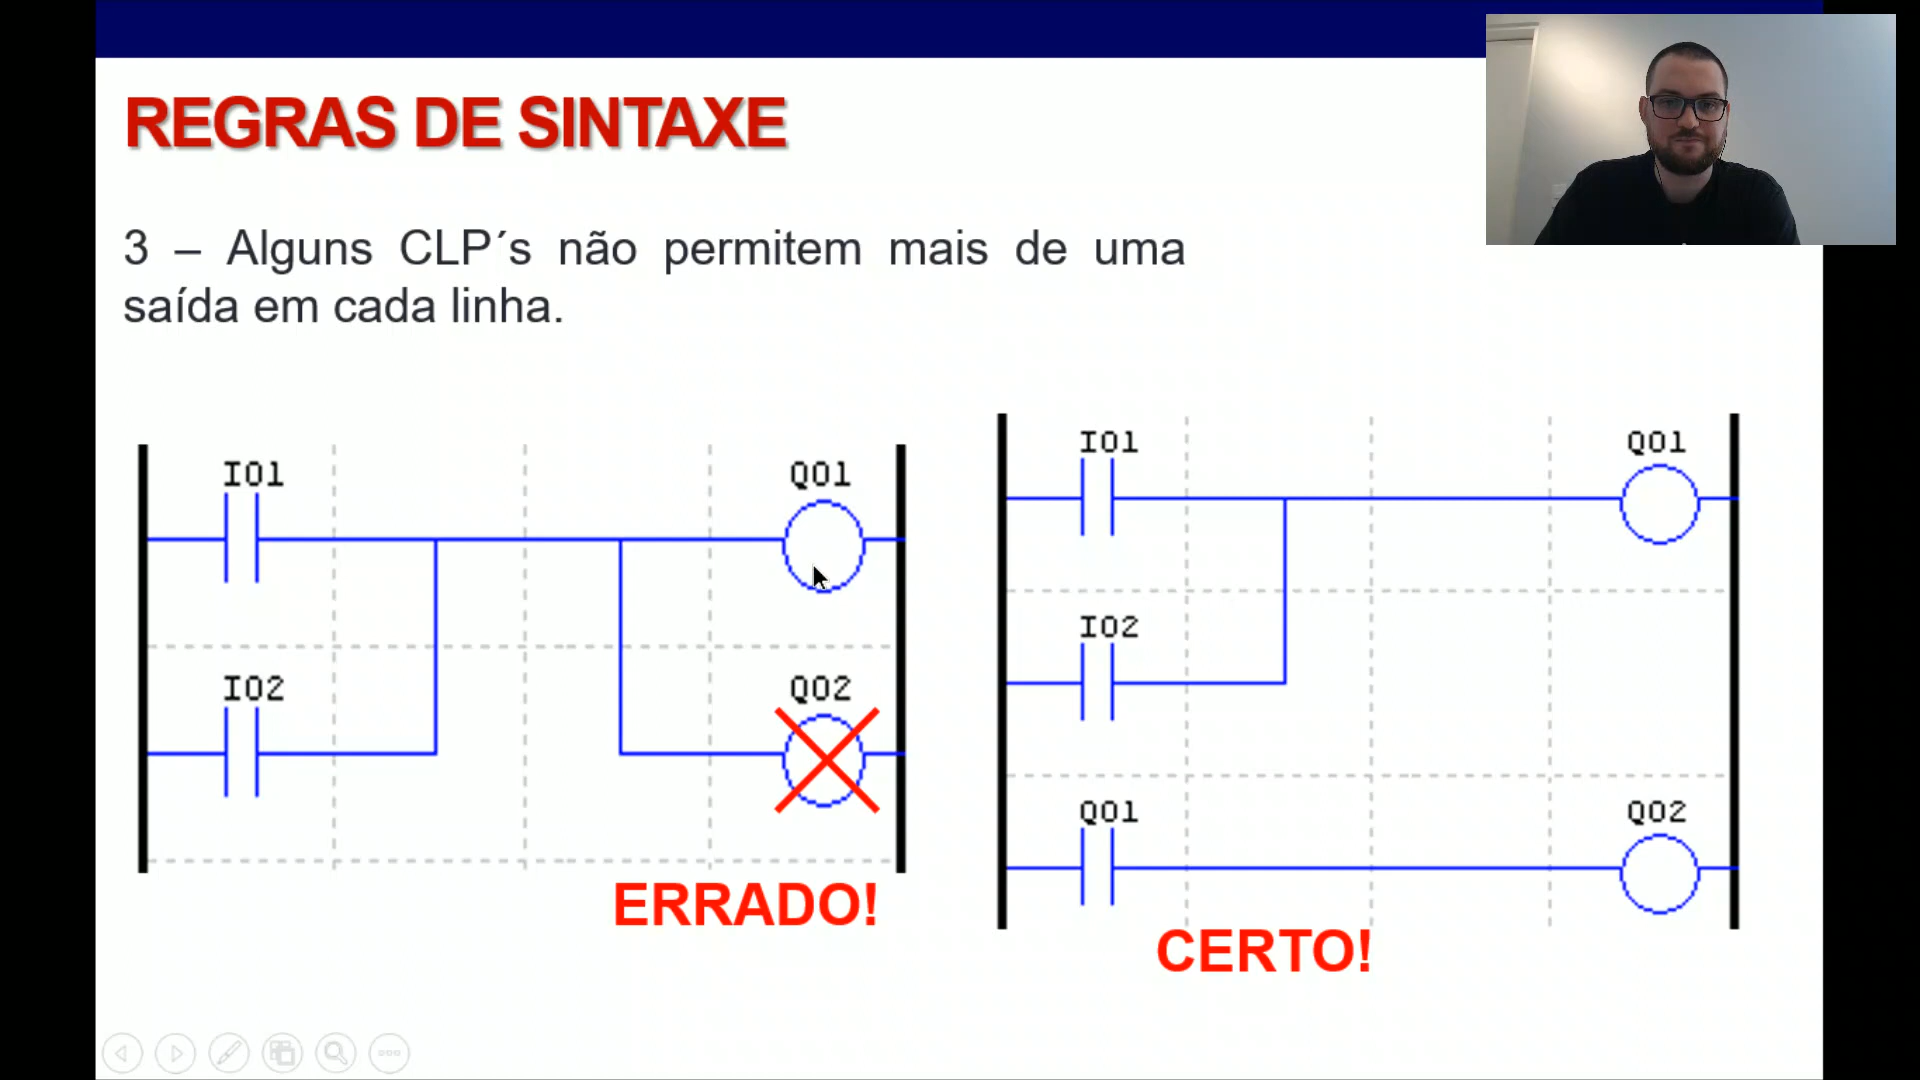 REGRAS DE SINTAXE
3 – Alguns CLP´s não permitem mais de uma
saída em cada linha.
I01
Q01
I02
Q02
ERRADO!
I01
Q01
I02
Q01
Q02
CERTO!